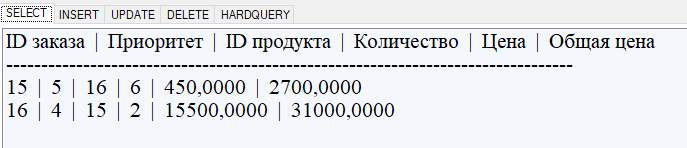 SELECT INSERT UPDATE DELETE HARDQUERY
ID заказа | Приоритет | ID продукта | Количество | Цена | Общая цена
--------------------------------------------------------------------------------
15 | 5 | 16 | 6 | 450,0000 | 2700,0000
16 | 4 | 15 | 2 | 15500,0000 | 31000,0000